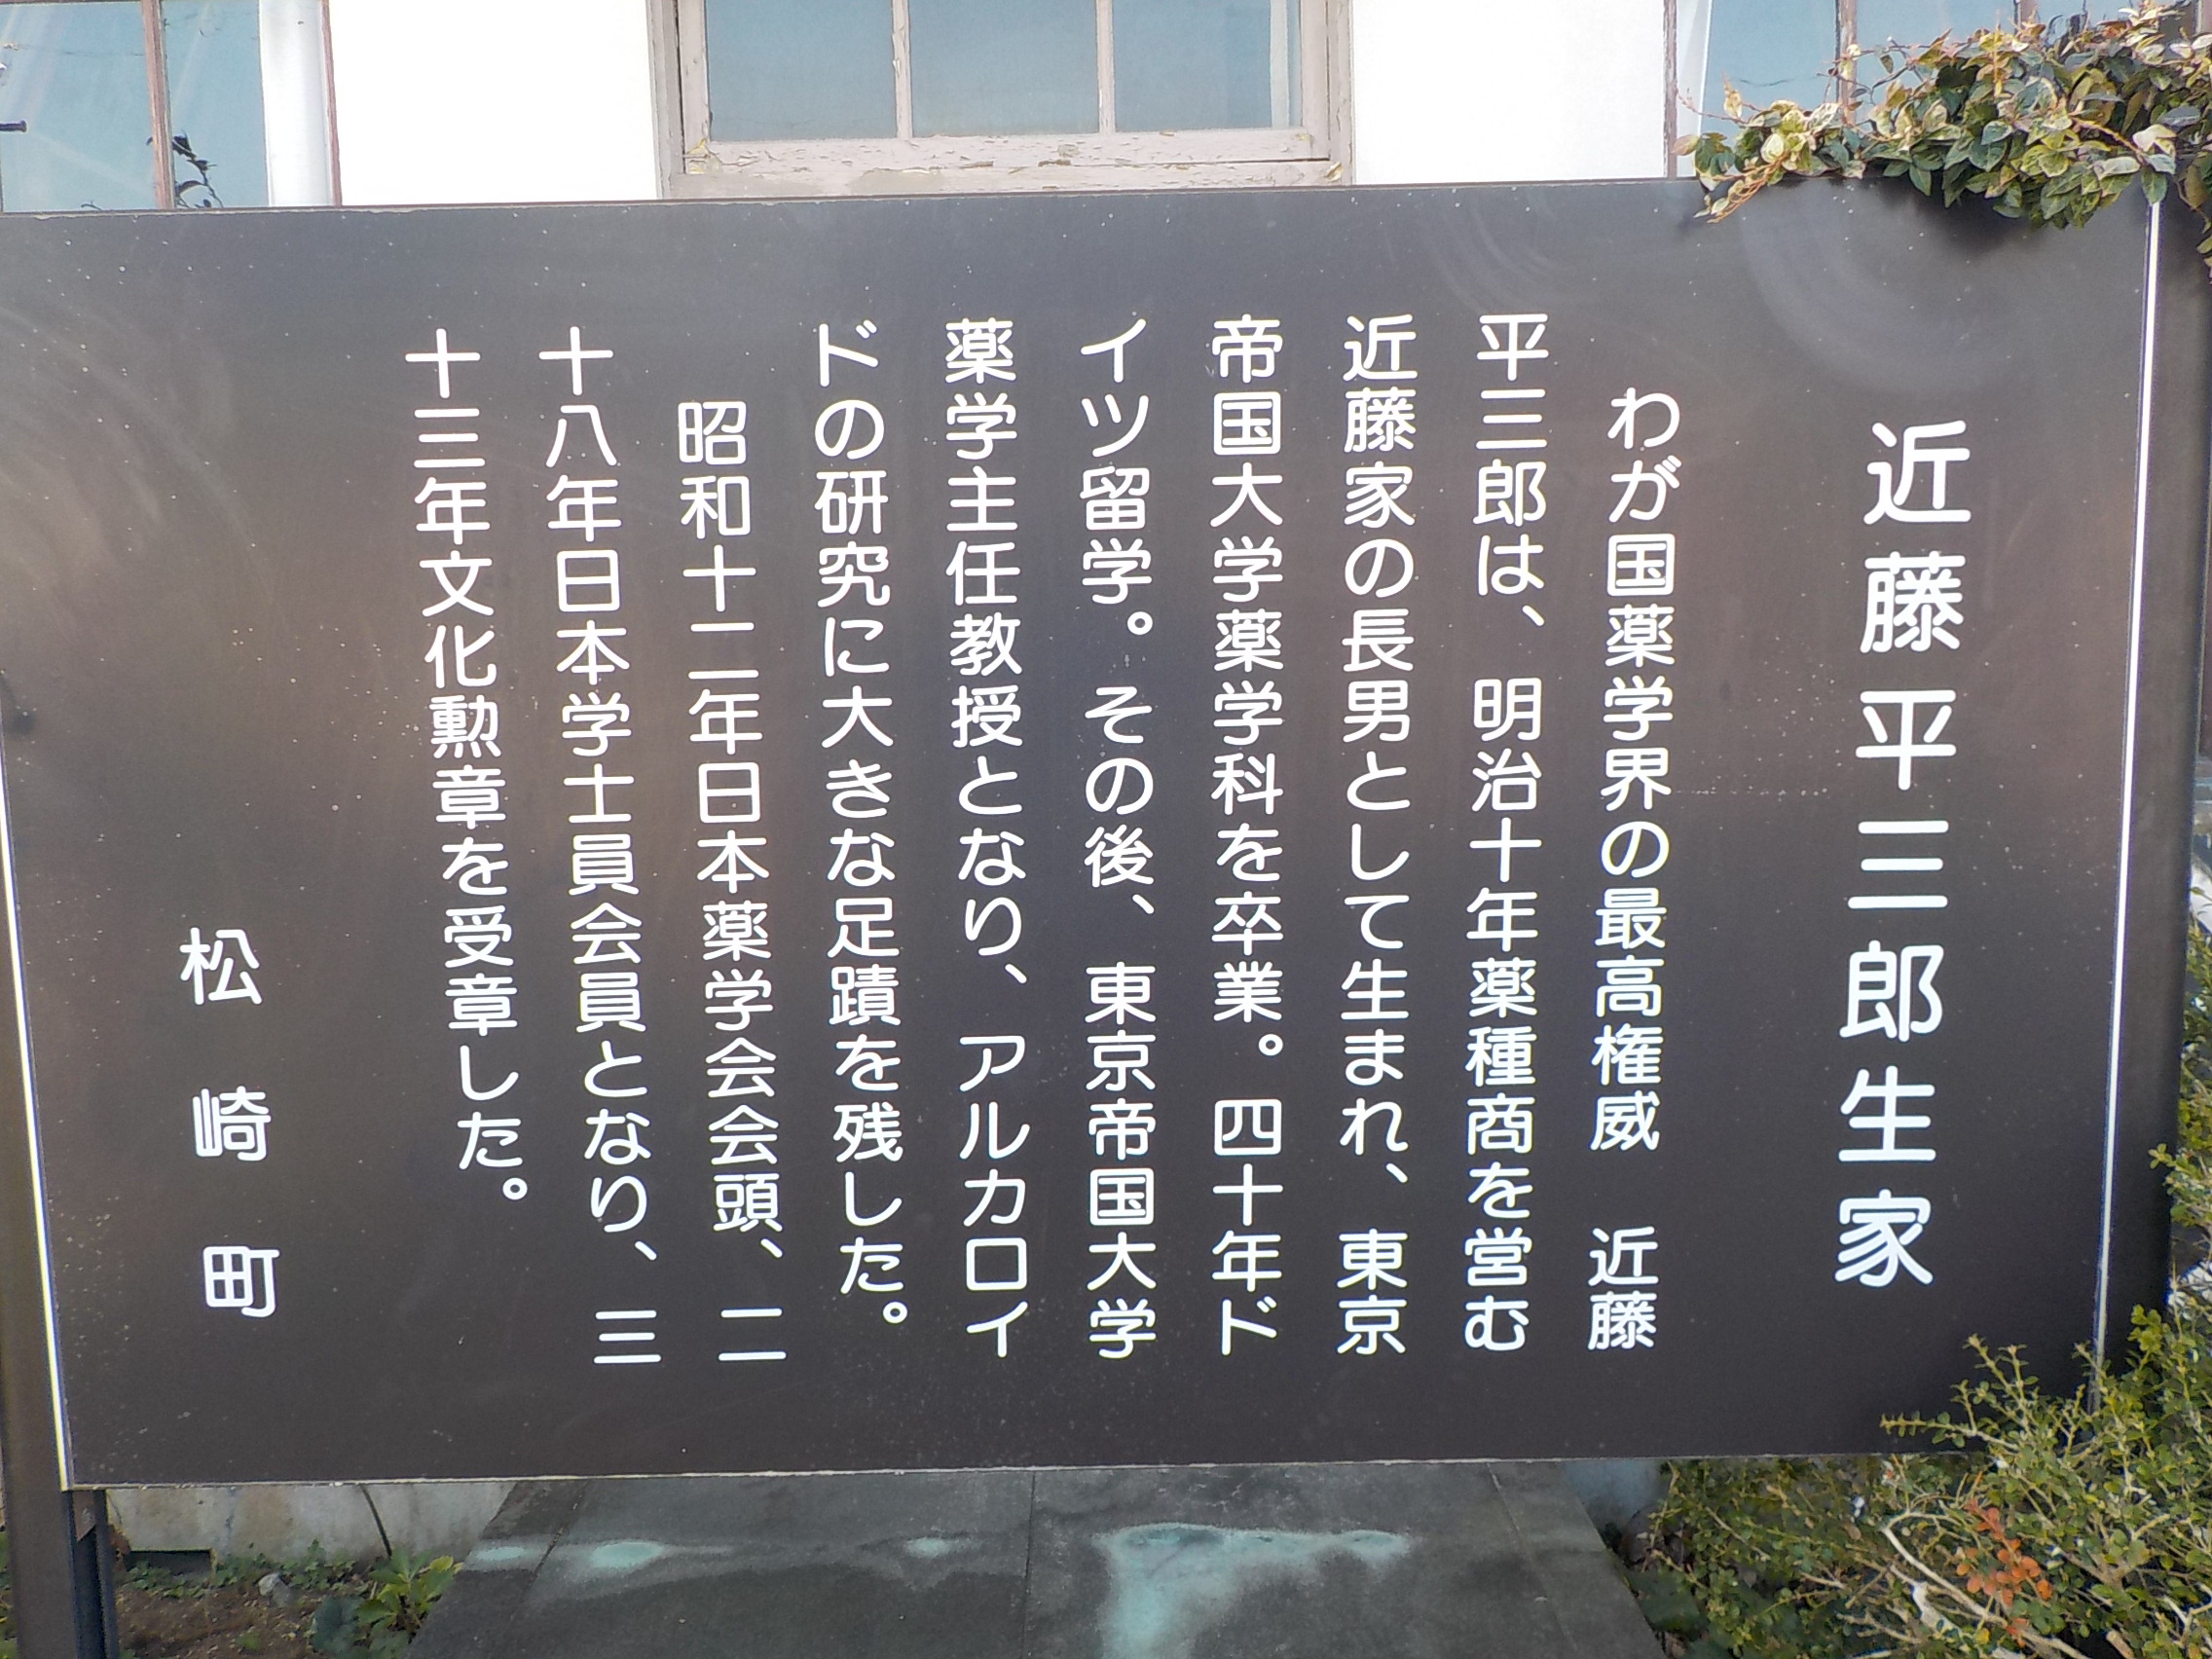 近藤平三郎生家
わが国薬学界の最高権威　近藤
平三郎は、明治十年薬種商を営む
近藤家の長男として生まれ、東京
帝国大学薬学科を卒業。四十年ド
イツ留学。その後、東京帝国大学
薬学主任教授となり、アルカロイ
ドの研究に大きな足蹟を残した。
昭和十二年日本薬学会会頭、二
十八年日本学士員会員となり、三
十三年文化勲章を受章した。
松崎町